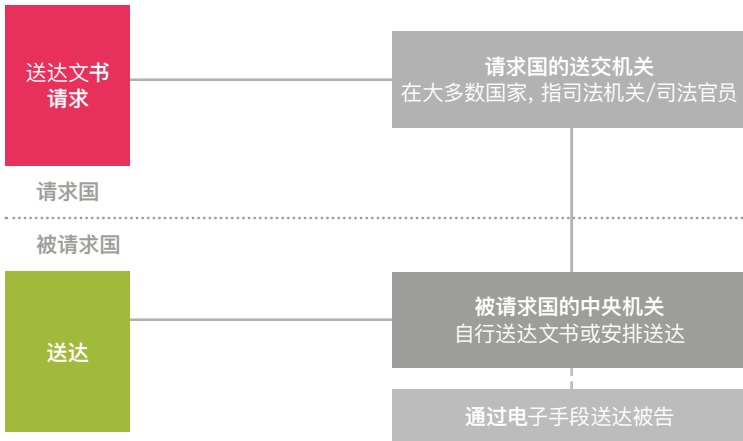 送达文书
请求
请求国的送交机关
在大多数国家, 指司法机关/司法官员
请求国
被请求国
送达
被请求国的中央机关
自行送达文书或安排送达
通过电子手段送达被告